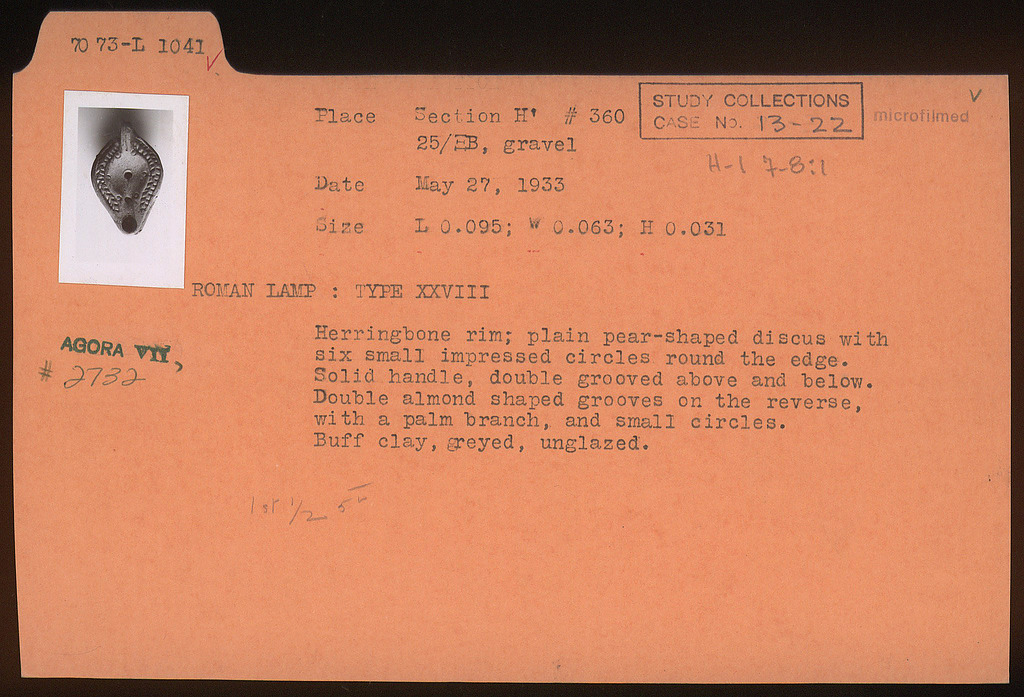 70 73-L 1041 ✓
Place Section H' # 360
25/EB, gravel
STUDY COLLECTIONS
CASE No. 13-22
microfilmed
H-1 7-8:1
Date May 27, 1933
Size L 0.095; W 0.063; H 0.031
ROMAN LAMP : TYPE XXVIII
Herringbone rim; plain pear-shaped discus with
six small impressed circles round the edge.
Solid handle, double grooved above and below.
Double almond shaped grooves on the reverse,
with a palm branch, and small circles.
Buff clay, greyed, unglazed.
AGORA VII,
# 2732
1st 1/2 5